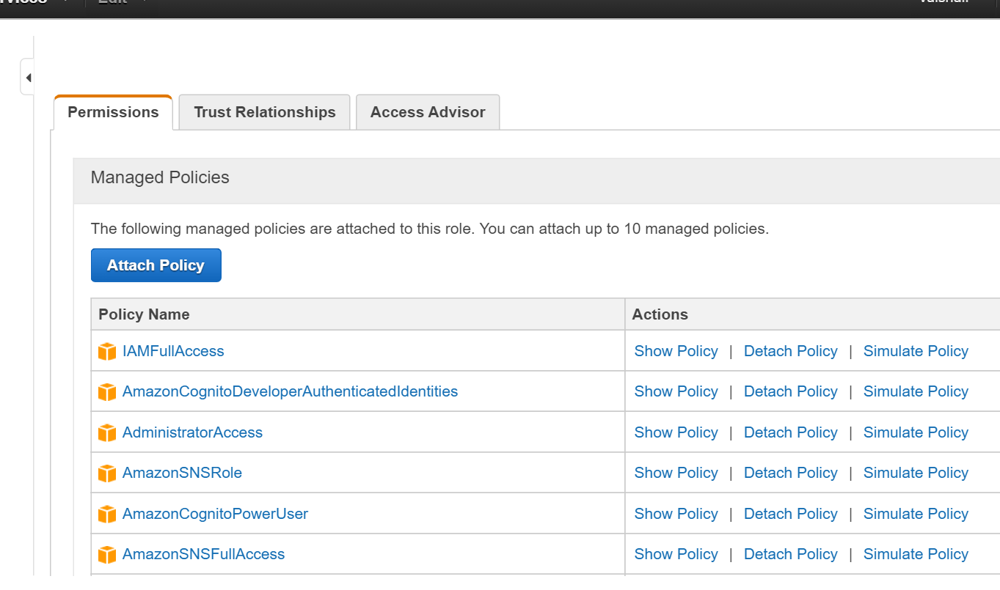 Edit
Permissions Trust Relationships Access Advisor
Managed Policies
The following managed policies are attached to this role. You can attach up to 10 managed policies.
Attach Policy
Policy Name Actions
IAMFullAccess Show Policy | Detach Policy | Simulate Policy
AmazonCognitoDeveloperAuthenticatedIdentities Show Policy | Detach Policy | Simulate Policy
AdministratorAccess Show Policy | Detach Policy | Simulate Policy
AmazonSNSRole Show Policy | Detach Policy | Simulate Policy
AmazonCognitoPowerUser Show Policy | Detach Policy | Simulate Policy
AmazonSNSFullAccess Show Policy | Detach Policy | Simulate Policy